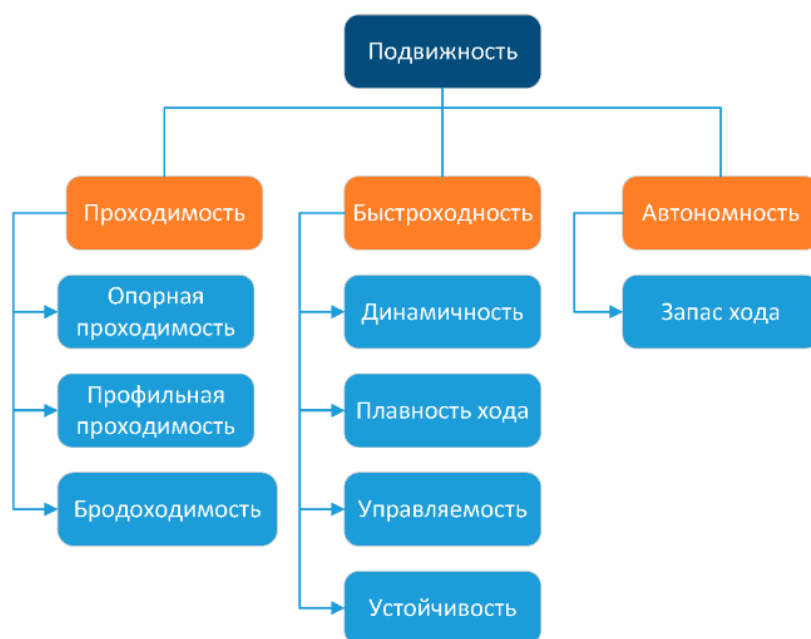 Подвижность
Проходимость
Быстроходность
Автономность
Опорная
проходимость
Динамичность
Запас хода
Профильная
проходимость
Плавность хода
Бродоходимость
Управляемость
Устойчивость